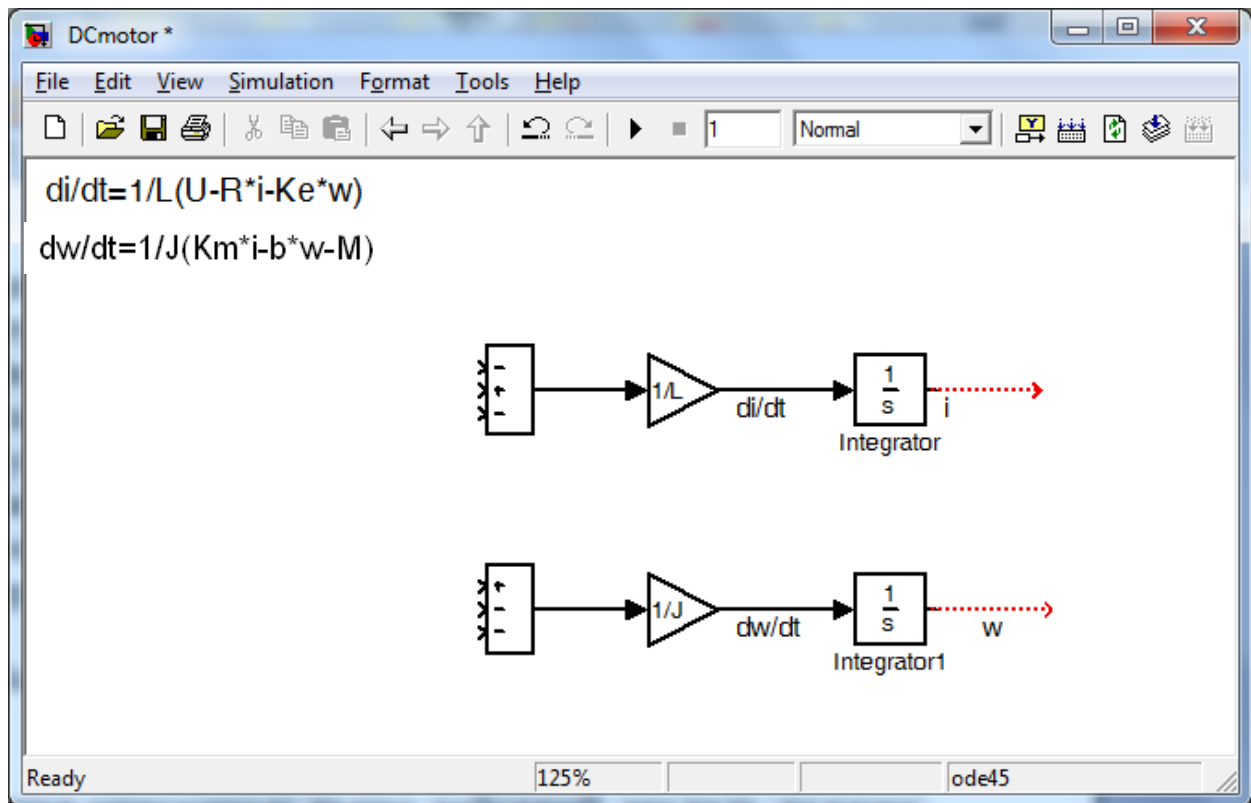 DCmotor *
File Edit View Simulation Format Tools Help
1 Normal
di/dt=1/L(U-R*i-Ke*w)
dw/dt=1/J(Km*i-b*w-M)
-
+
-
1/L
di/dt
1
s
Integrator
i
+
-
-
1/J
dw/dt
1
s
Integrator1
w
Ready 125% ode45